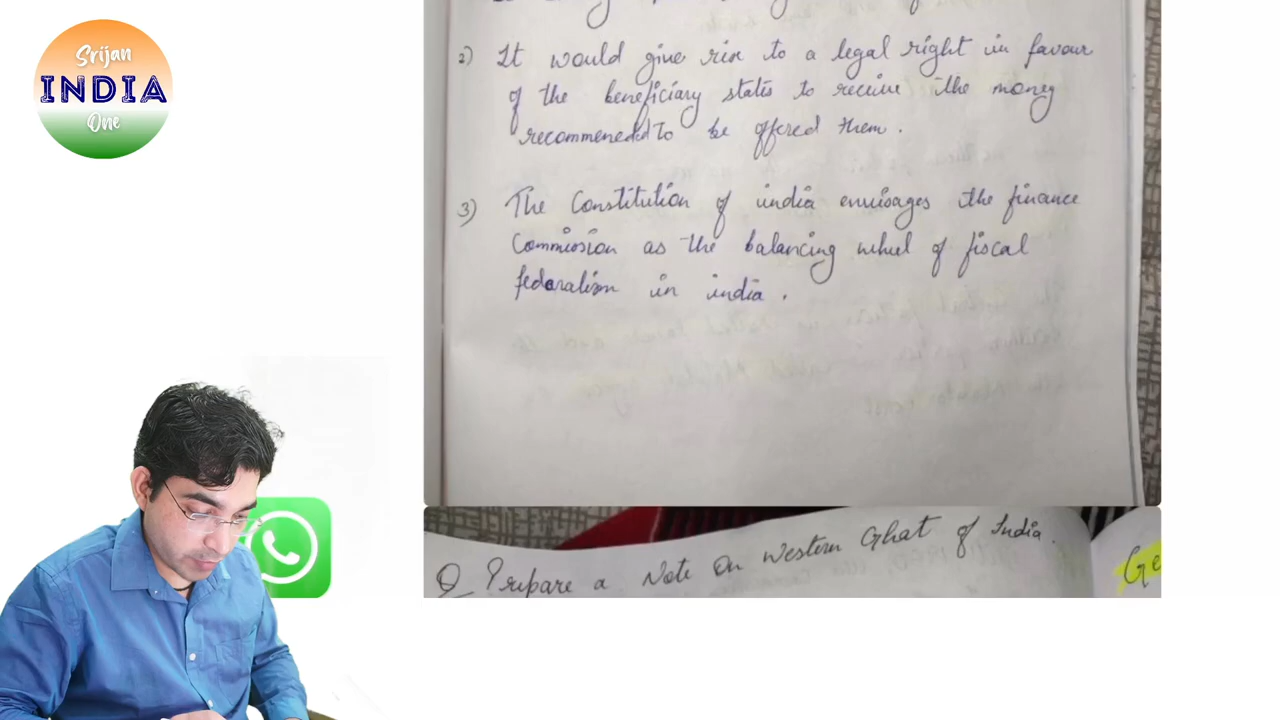 Srijan
INDIA
One
2) It would give rise to a legal right in favour
of the beneficiary states to receive the money
recommeneded to be offered them.
3) The Constitution of india envisages the finance
Commission as the balancing wheel of fiscal
federalism in india.
Q Prepare a Note On Western Ghat of India.
Ge